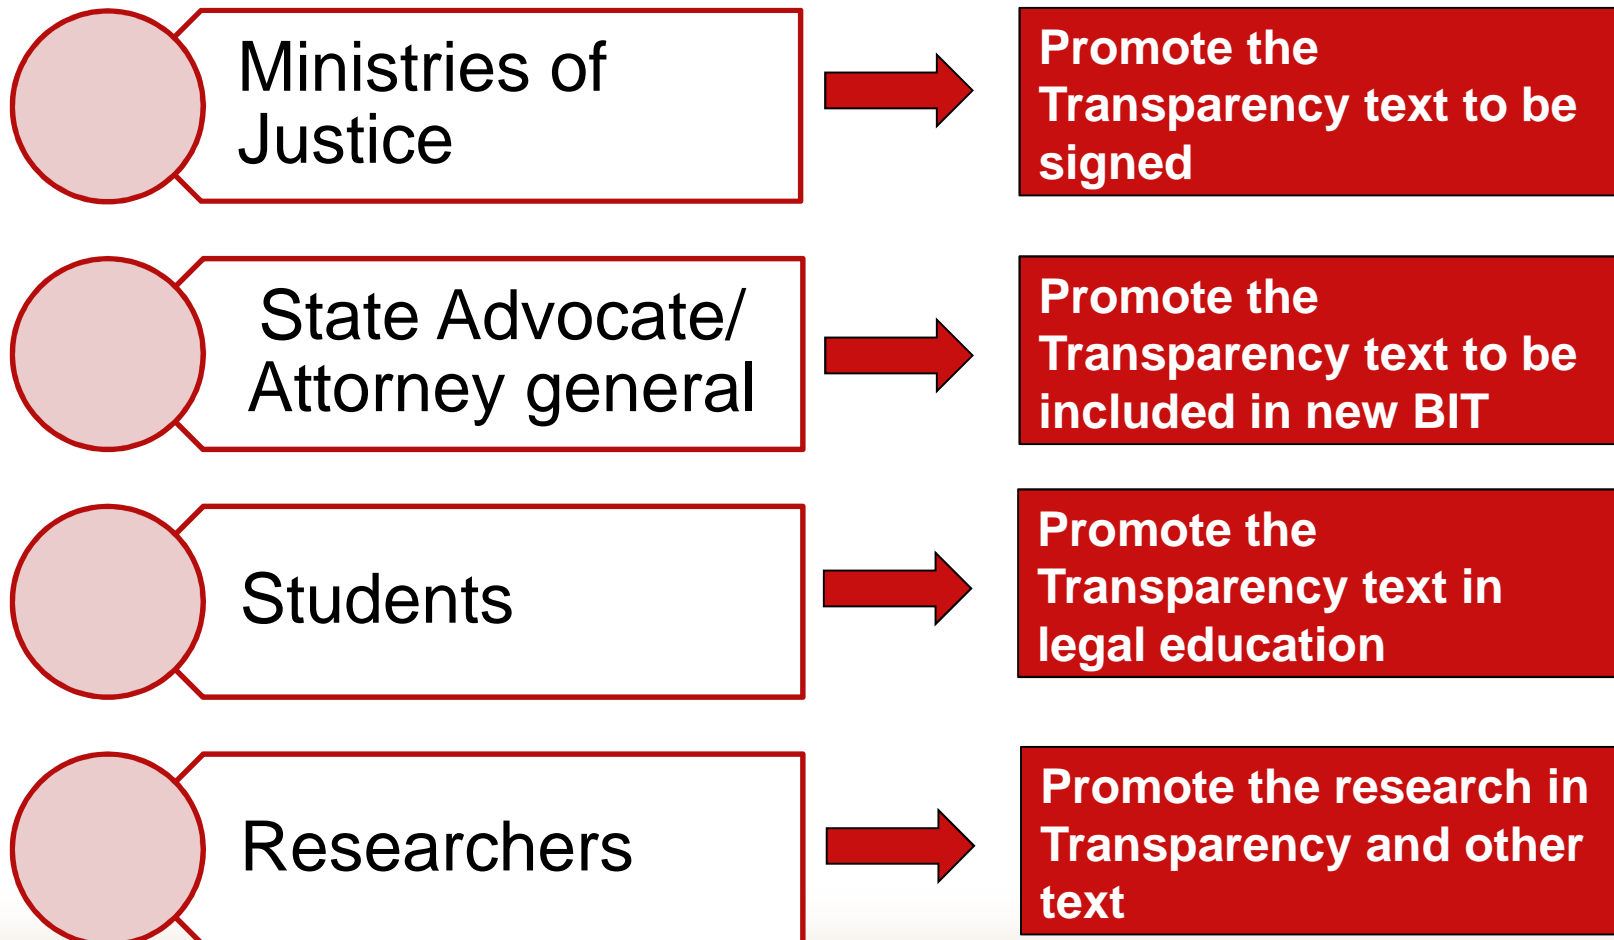 Ministries of
Justice
Promote the
Transparency text to be
signed
State Advocate/
Attorney general
Promote the
Transparency text to be
included in new BIT
Students
Promote the
Transparency text in
legal education
Researchers
Promote the research in
Transparency and other
text